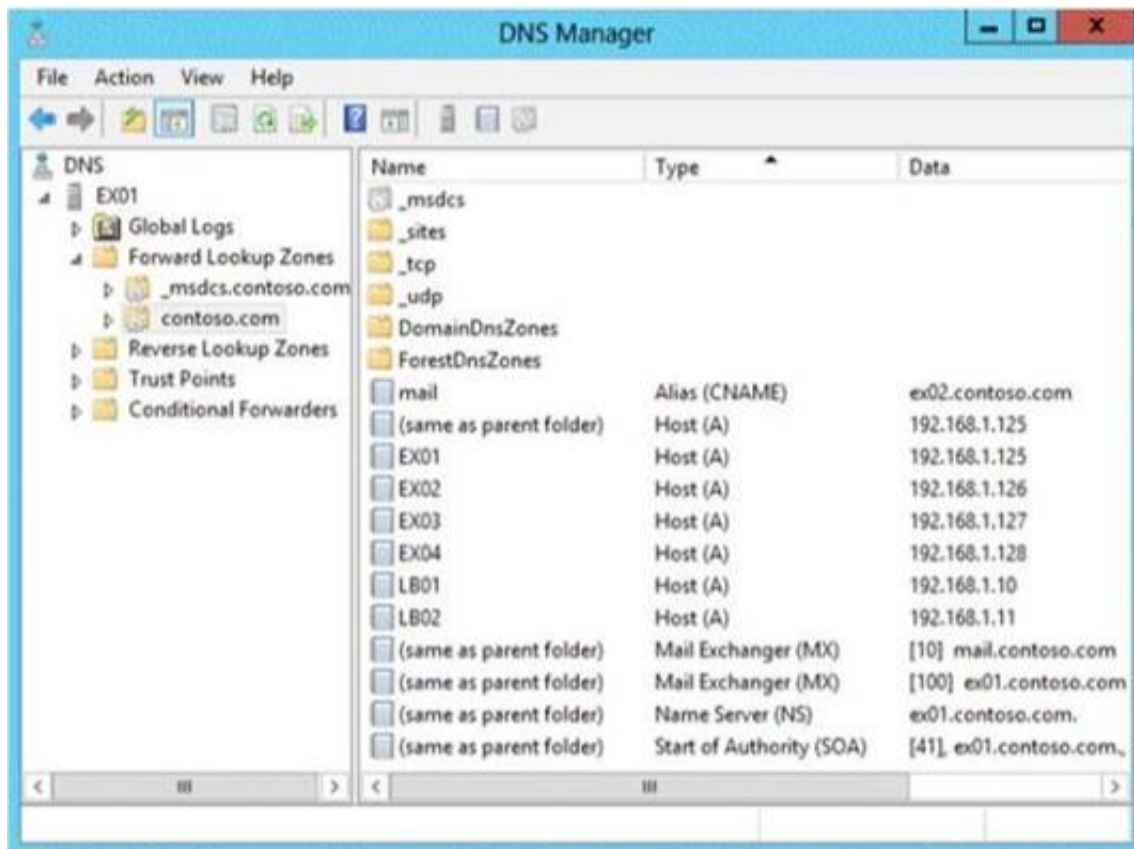 DNS Manager
File Action View Help
DNS
EX01
Global Logs
Forward Lookup Zones
_msdcs.contoso.com
contoso.com
Reverse Lookup Zones
Trust Points
Conditional Forwarders
Name Type Data
_msdcs
_sites
_tcp
_udp
DomainDnsZones
ForestDnsZones
mail Alias (CNAME) ex02.contoso.com
(same as parent folder) Host (A) 192.168.1.125
EX01 Host (A) 192.168.1.125
EX02 Host (A) 192.168.1.126
EX03 Host (A) 192.168.1.127
EX04 Host (A) 192.168.1.128
LB01 Host (A) 192.168.1.10
LB02 Host (A) 192.168.1.11
(same as parent folder) Mail Exchanger (MX) [10] mail.contoso.com
(same as parent folder) Mail Exchanger (MX) [100] ex01.contoso.com
(same as parent folder) Name Server (NS) ex01.contoso.com.
(same as parent folder) Start of Authority (SOA) [41], ex01.contoso.com.,